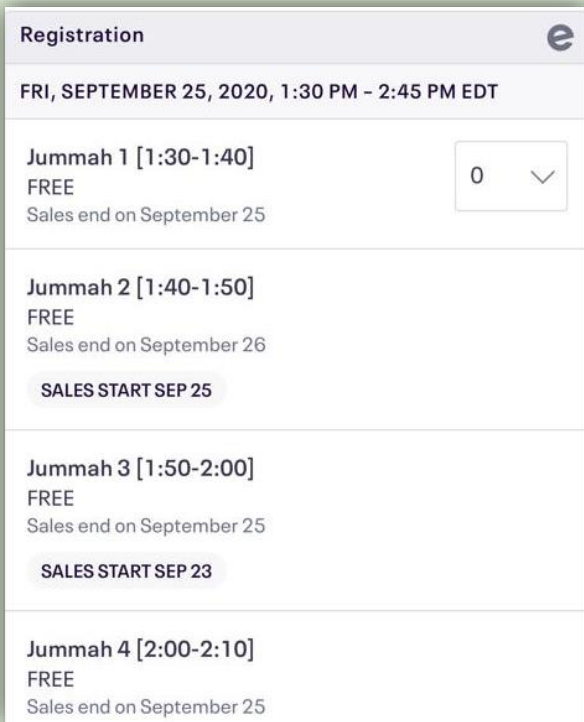 Registration e
FRI, SEPTEMBER 25, 2020, 1:30 PM – 2:45 PM EDT
Jummah 1 [1:30-1:40]
0
FREE
Sales end on September 25
Jummah 2 [1:40-1:50]
FREE
Sales end on September 26
SALES START SEP 25
Jummah 3 [1:50-2:00]
FREE
Sales end on September 25
SALES START SEP 23
Jummah 4 [2:00-2:10]
FREE
Sales end on September 25